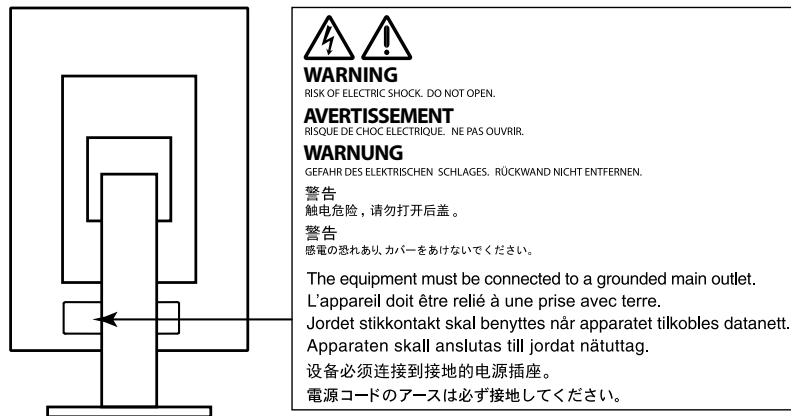 WARNING
RISK OF ELECTRIC SHOCK. DO NOT OPEN.
AVERTISSEMENT
RISQUE DE CHOC ELECTRIQUE. NE PAS OUVRIR.
WARNUNG
GEFAHR DES ELEKTRISCHEN SCHLAGES. RÜCKWAND NICHT ENTFERNEN.
警告
触电危险，请勿打开后盖。
警告
感電の恐れあり、カバーをあけないでください。
The equipment must be connected to a grounded main outlet.
L'appareil doit être relié à une prise avec terre.
Jordet stikkontakt skal benyttes når apparatet tilkobles datanett.
Apparaten skall anslutas till jordat nätuttag.
设备必须连接到接地的电源插座。
電源コードのアースは必ず接地してください。